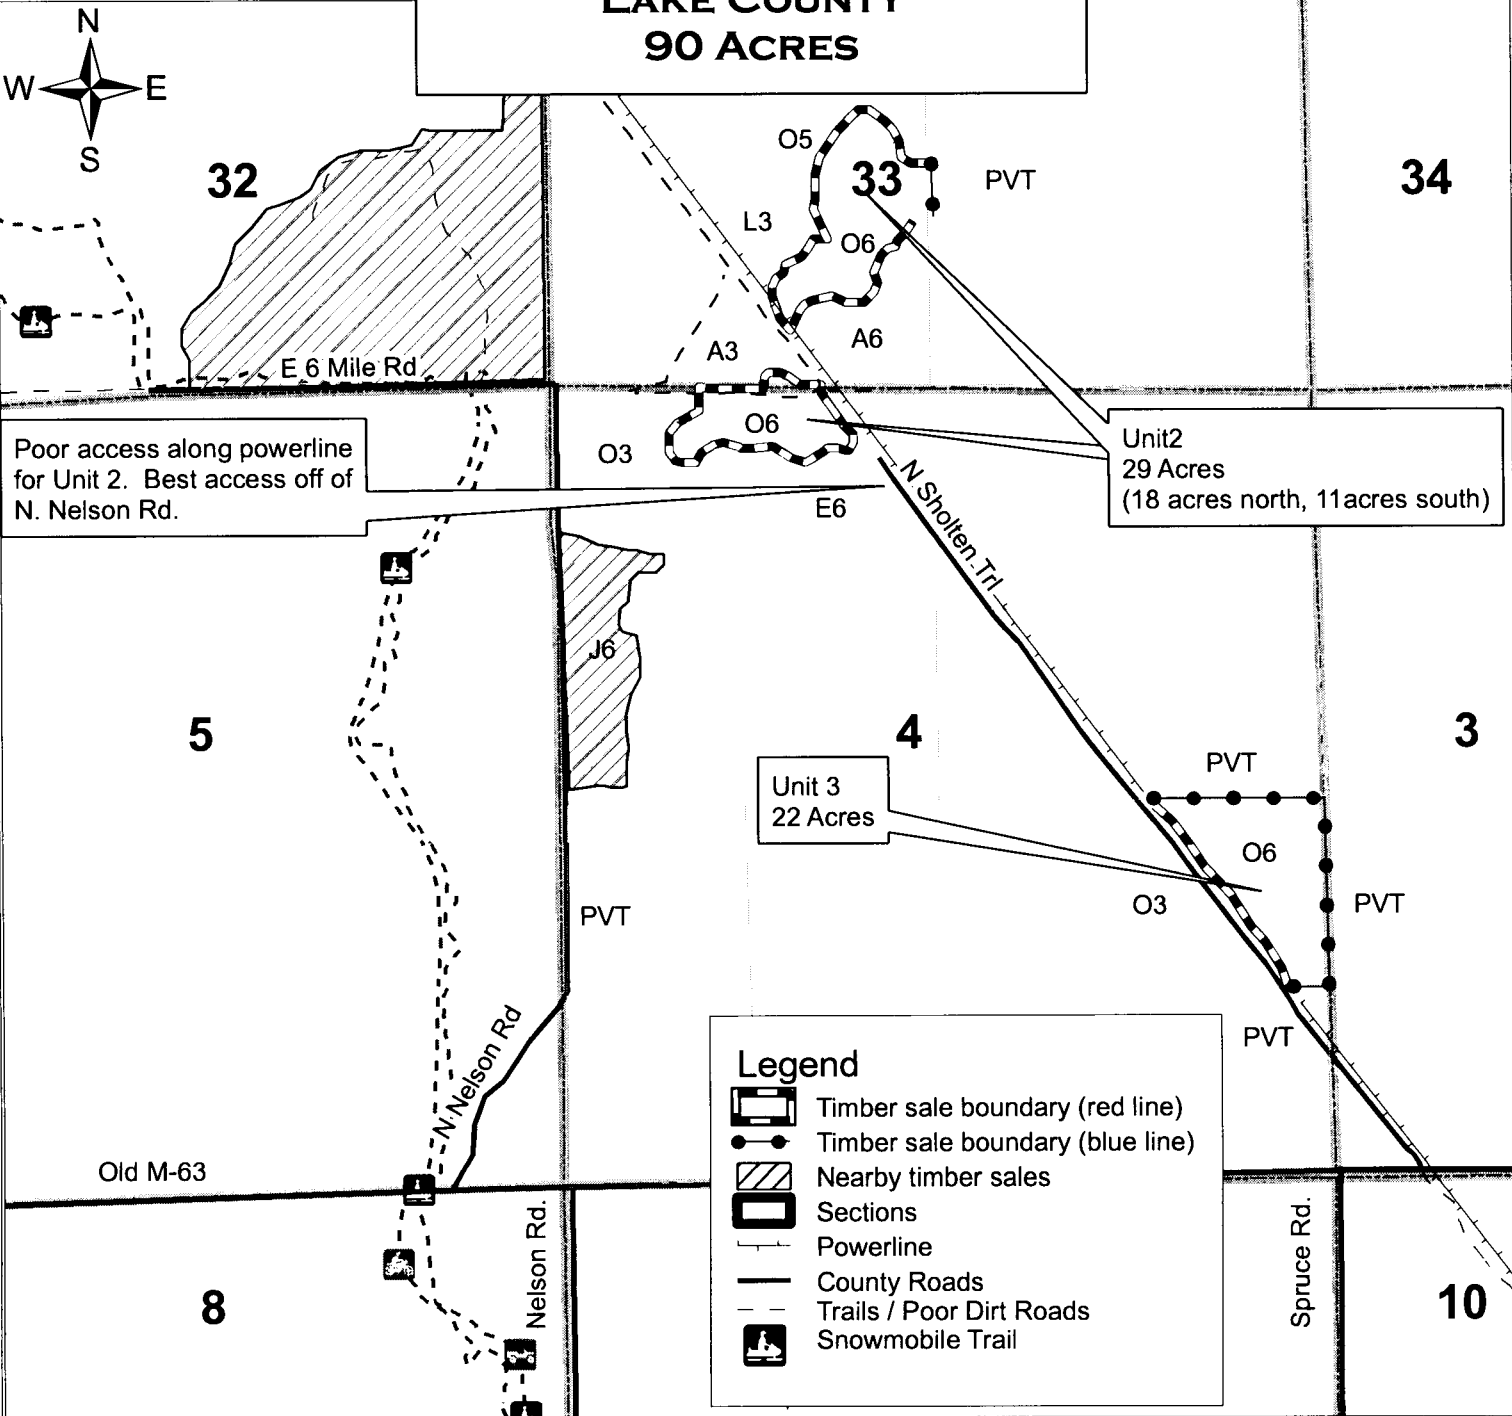 LAKE COUNTY
90 ACRES
N
W E
S
32
33
34
O5
PVT
L3
O6
A3
A6
E 6 Mile Rd
O6
O3
E6
Poor access along powerline
for Unit 2. Best access off of
N. Nelson Rd.
Unit2
29 Acres
(18 acres north, 11acres south)
N Sholten Trl
J6
5
4
3
PVT
Unit 3
22 Acres
O6
O3
PVT
PVT
PVT
N Nelson Rd
Old M-63
Nelson Rd.
Spruce Rd.
8
10
Legend
Timber sale boundary (red line)
Timber sale boundary (blue line)
Nearby timber sales
Sections
Powerline
County Roads
Trails / Poor Dirt Roads
Snowmobile Trail